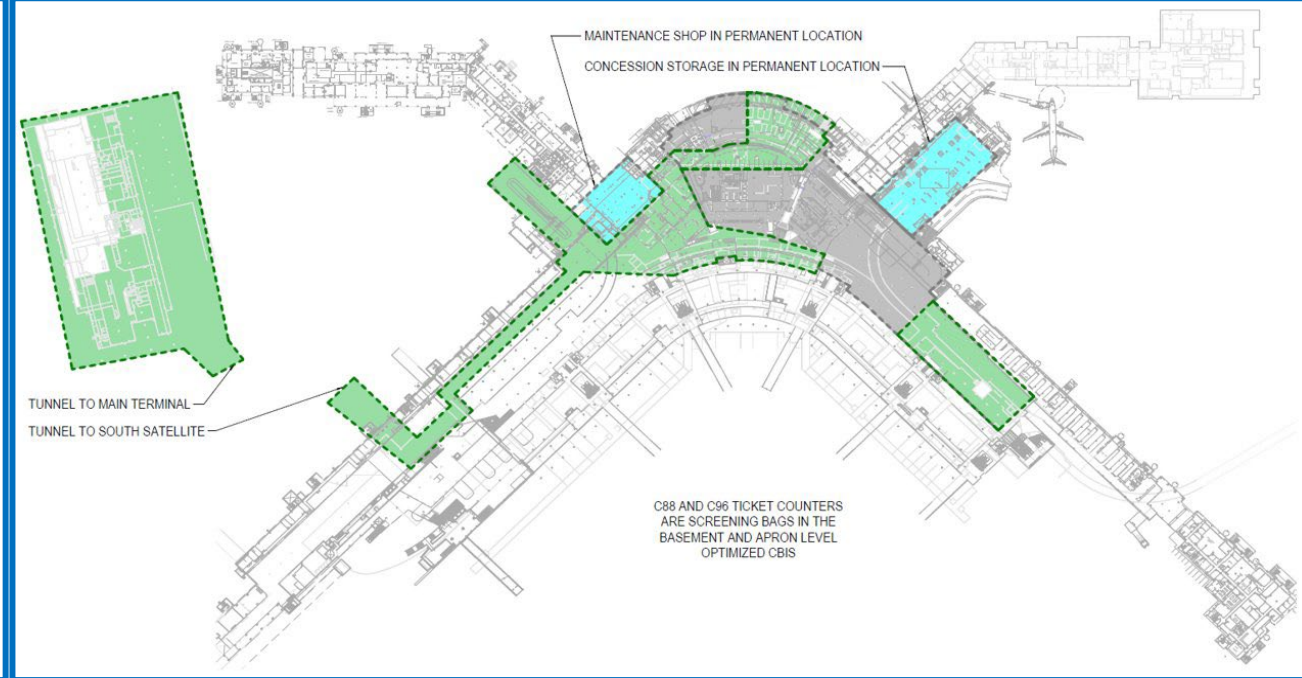 MAINTENANCE SHOP IN PERMANENT LOCATION
CONCESSION STORAGE IN PERMANENT LOCATION
TUNNEL TO MAIN TERMINAL
TUNNEL TO SOUTH SATELLITE
C88 AND C96 TICKET COUNTERS
ARE SCREENING BAGS IN THE
BASEMENT AND APRON LEVEL
OPTIMIZED CBIS